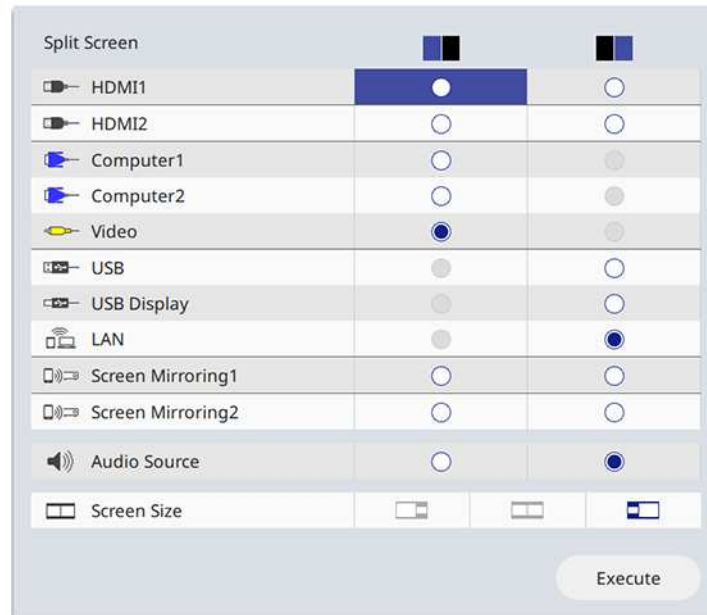 Split Screen
HDMI1
HDMI2
Computer1
Computer2
Video
USB
USB Display
LAN
Screen Mirroring1
Screen Mirroring2
Audio Source
Screen Size
Execute